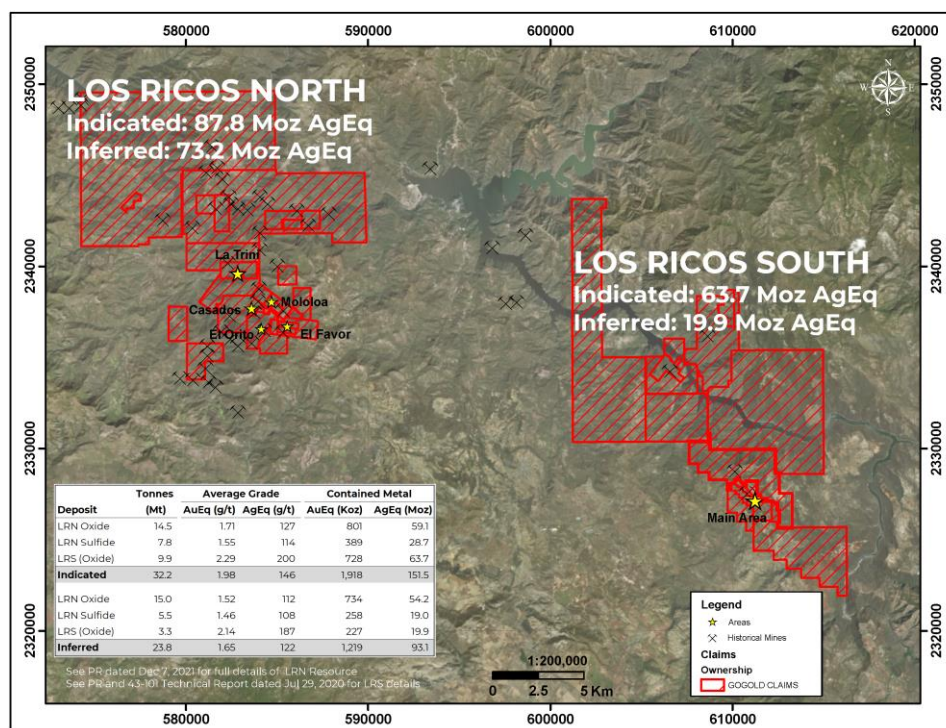 580000 590000 600000 610000 620000
2350000
2350000
LOS RICOS NORTH
Indicated: 87.8 Moz AgEq
Inferred: 73.2 Moz AgEq
N
W E
S
2340000
2340000
La Trini
Mololoa
Casados
El Orito
El Favor
LOS RICOS SOUTH
Indicated: 63.7 Moz AgEq
Inferred: 19.9 Moz AgEq
2330000
2330000
Main Area
Tonnes Average Grade Contained Metal
Deposit (Mt) AuEq (g/t) AgEq (g/t) AuEq (Koz) AgEq (Moz)
LRN Oxide 14.5 1.71 127 801 59.1
LRN Sulfide 7.8 1.55 114 389 28.7
LRS (Oxide) 9.9 2.29 200 728 63.7
Indicated 32.2 1.98 146 1,918 151.5
LRN Oxide 15.0 1.52 112 734 54.2
LRN Sulfide 5.5 1.46 108 258 19.0
LRS (Oxide) 3.3 2.14 187 227 19.9
Inferred 23.8 1.65 122 1,219 93.1
See PR dated Dec 7, 2021 for full details of LRN Resource
See PR and 43-101 Technical Report dated Jul 29, 2020 for LRS details
2320000
2320000
1:200,000
0 2.5 5 Km
Legend
Areas
Historical Mines
Claims
Ownership
GOGOLD CLAIMS
580000 590000 600000 610000